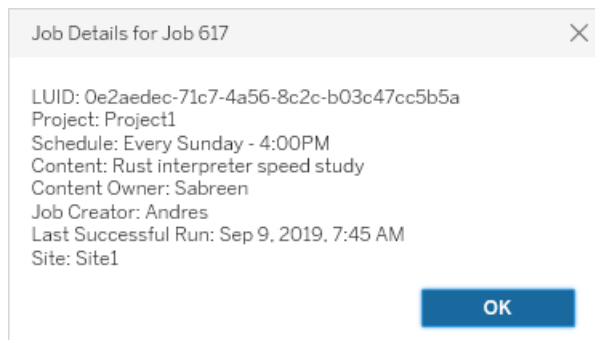 Job Details for Job 617
LUID: 0e2aedec-71c7-4a56-8c2c-b03c47cc5b5a
Project: Project1
Schedule: Every Sunday - 4:00PM
Content: Rust interpreter speed study
Content Owner: Sabreen
Job Creator: Andres
Last Successful Run: Sep 9, 2019, 7:45 AM
Site: Site1
OK